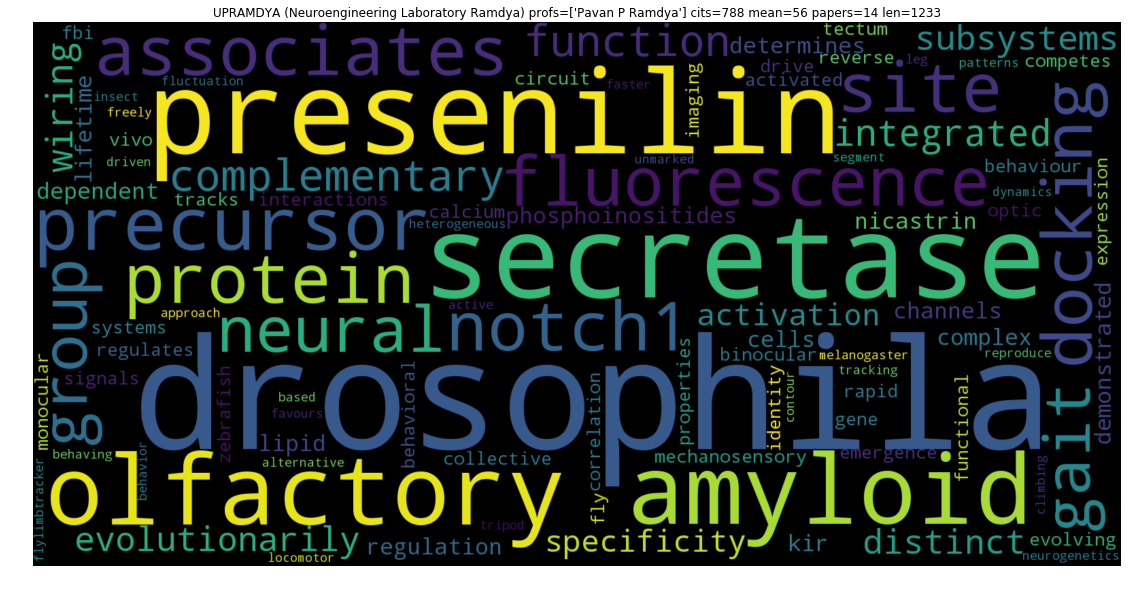 UPRAMDYA (Neuroengineering Laboratory Ramdya) profs=['Pavan P Ramdya'] cits=788 mean=56 papers=14 len=1233
fbi
associates
function
determines
tectum
subsystems
reverse
leg
patterns
competes
fluctuation
circuit
faster
drive
activated
imaging
site
wiring
lifetime
insect
freely
vivo
driven
presenilin
integrated
docking
unmarked
segment
behaviour
dependent
complementary
tracks
interactions
fluorescence
dynamics
expression
precursor
calcium
heterogeneous
phosphoinositides
nicastrin
optic
secretase
protein
group
approach
active
systems
regulates
neural
notch1
activation
channels
cells
complex
binocular
melanogaster
reproduce
demonstrated
gait
monocular
signals
zebrafish
based
favours
behavioral
drosophila
correlation
properties
identity
contour
tracking
rapid
gene
functional
behaving
behavior
lipid
alternative
collective
mechanosensory
emergence
climbing
flylimbtracker
olfactory
tripod
fly
amyloid
evolutionarily
locomotor
regulation
specificity
kir
distinct
evolving
neurogenetics